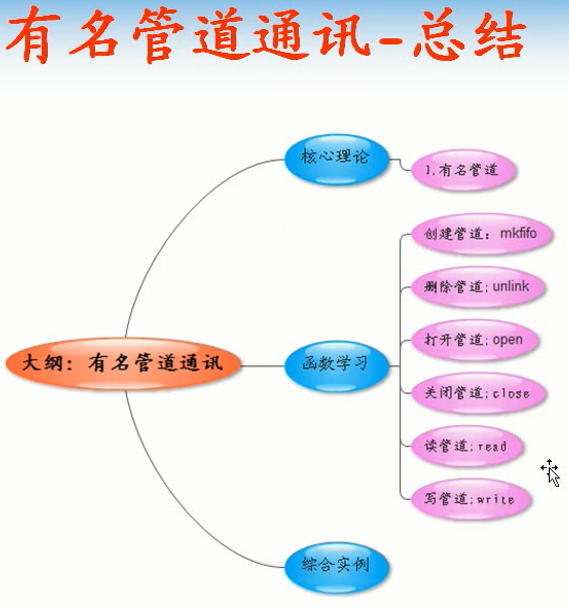 有名管道通讯-总结
核心理论
1.有名管道
创建管道：mkfifo
删除管道;unlink
打开管道;open
大纲：有名管道通讯
函数学习
关闭管道;close
读管道;read
写管道;write
综合实例